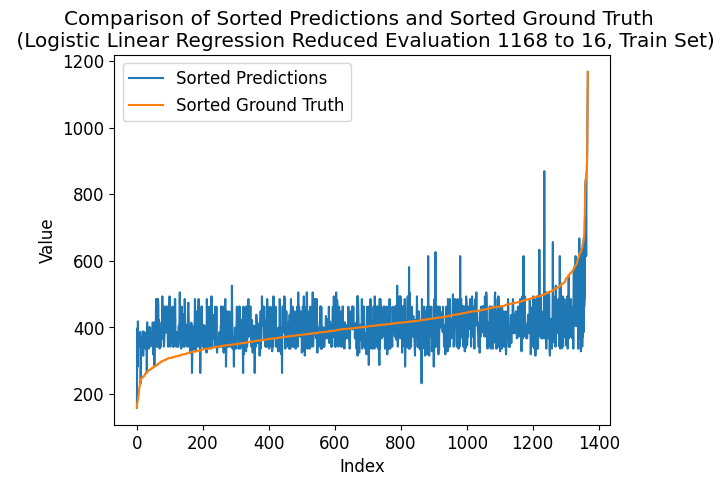 Comparison of Sorted Predictions and Sorted Ground Truth
(Logistic Linear Regression Reduced Evaluation 1168 to 16, Train Set)
Sorted Predictions
Sorted Ground Truth
1200
1000
800
600
400
200
Value
0
200
400
600
800
1000
1200
1400
Index